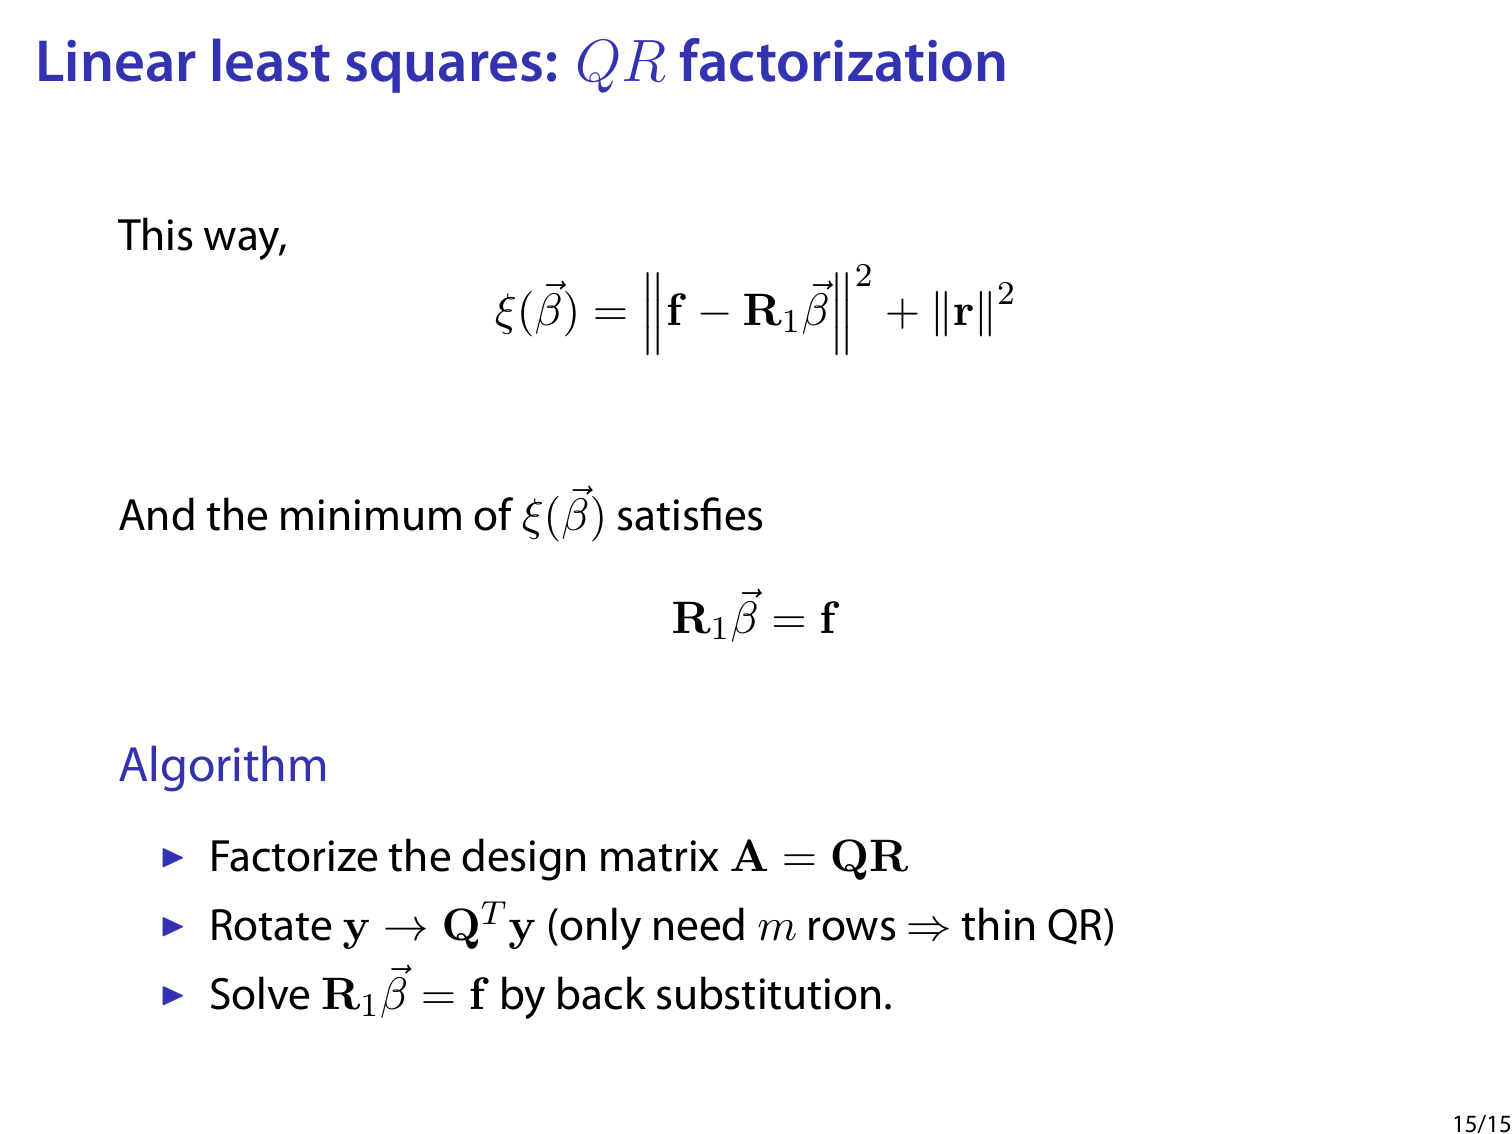 Linear least squares: QR factorization
This way,
ξ(β⃗) = ‖f − R₁β⃗‖² + ‖r‖²
And the minimum of ξ(β⃗) satisfies
R₁β⃗ = f
Algorithm
▶ Factorize the design matrix A = QR
▶ Rotate y → Qᵀy (only need m rows ⇒ thin QR)
▶ Solve R₁β⃗ = f by back substitution.
15/15